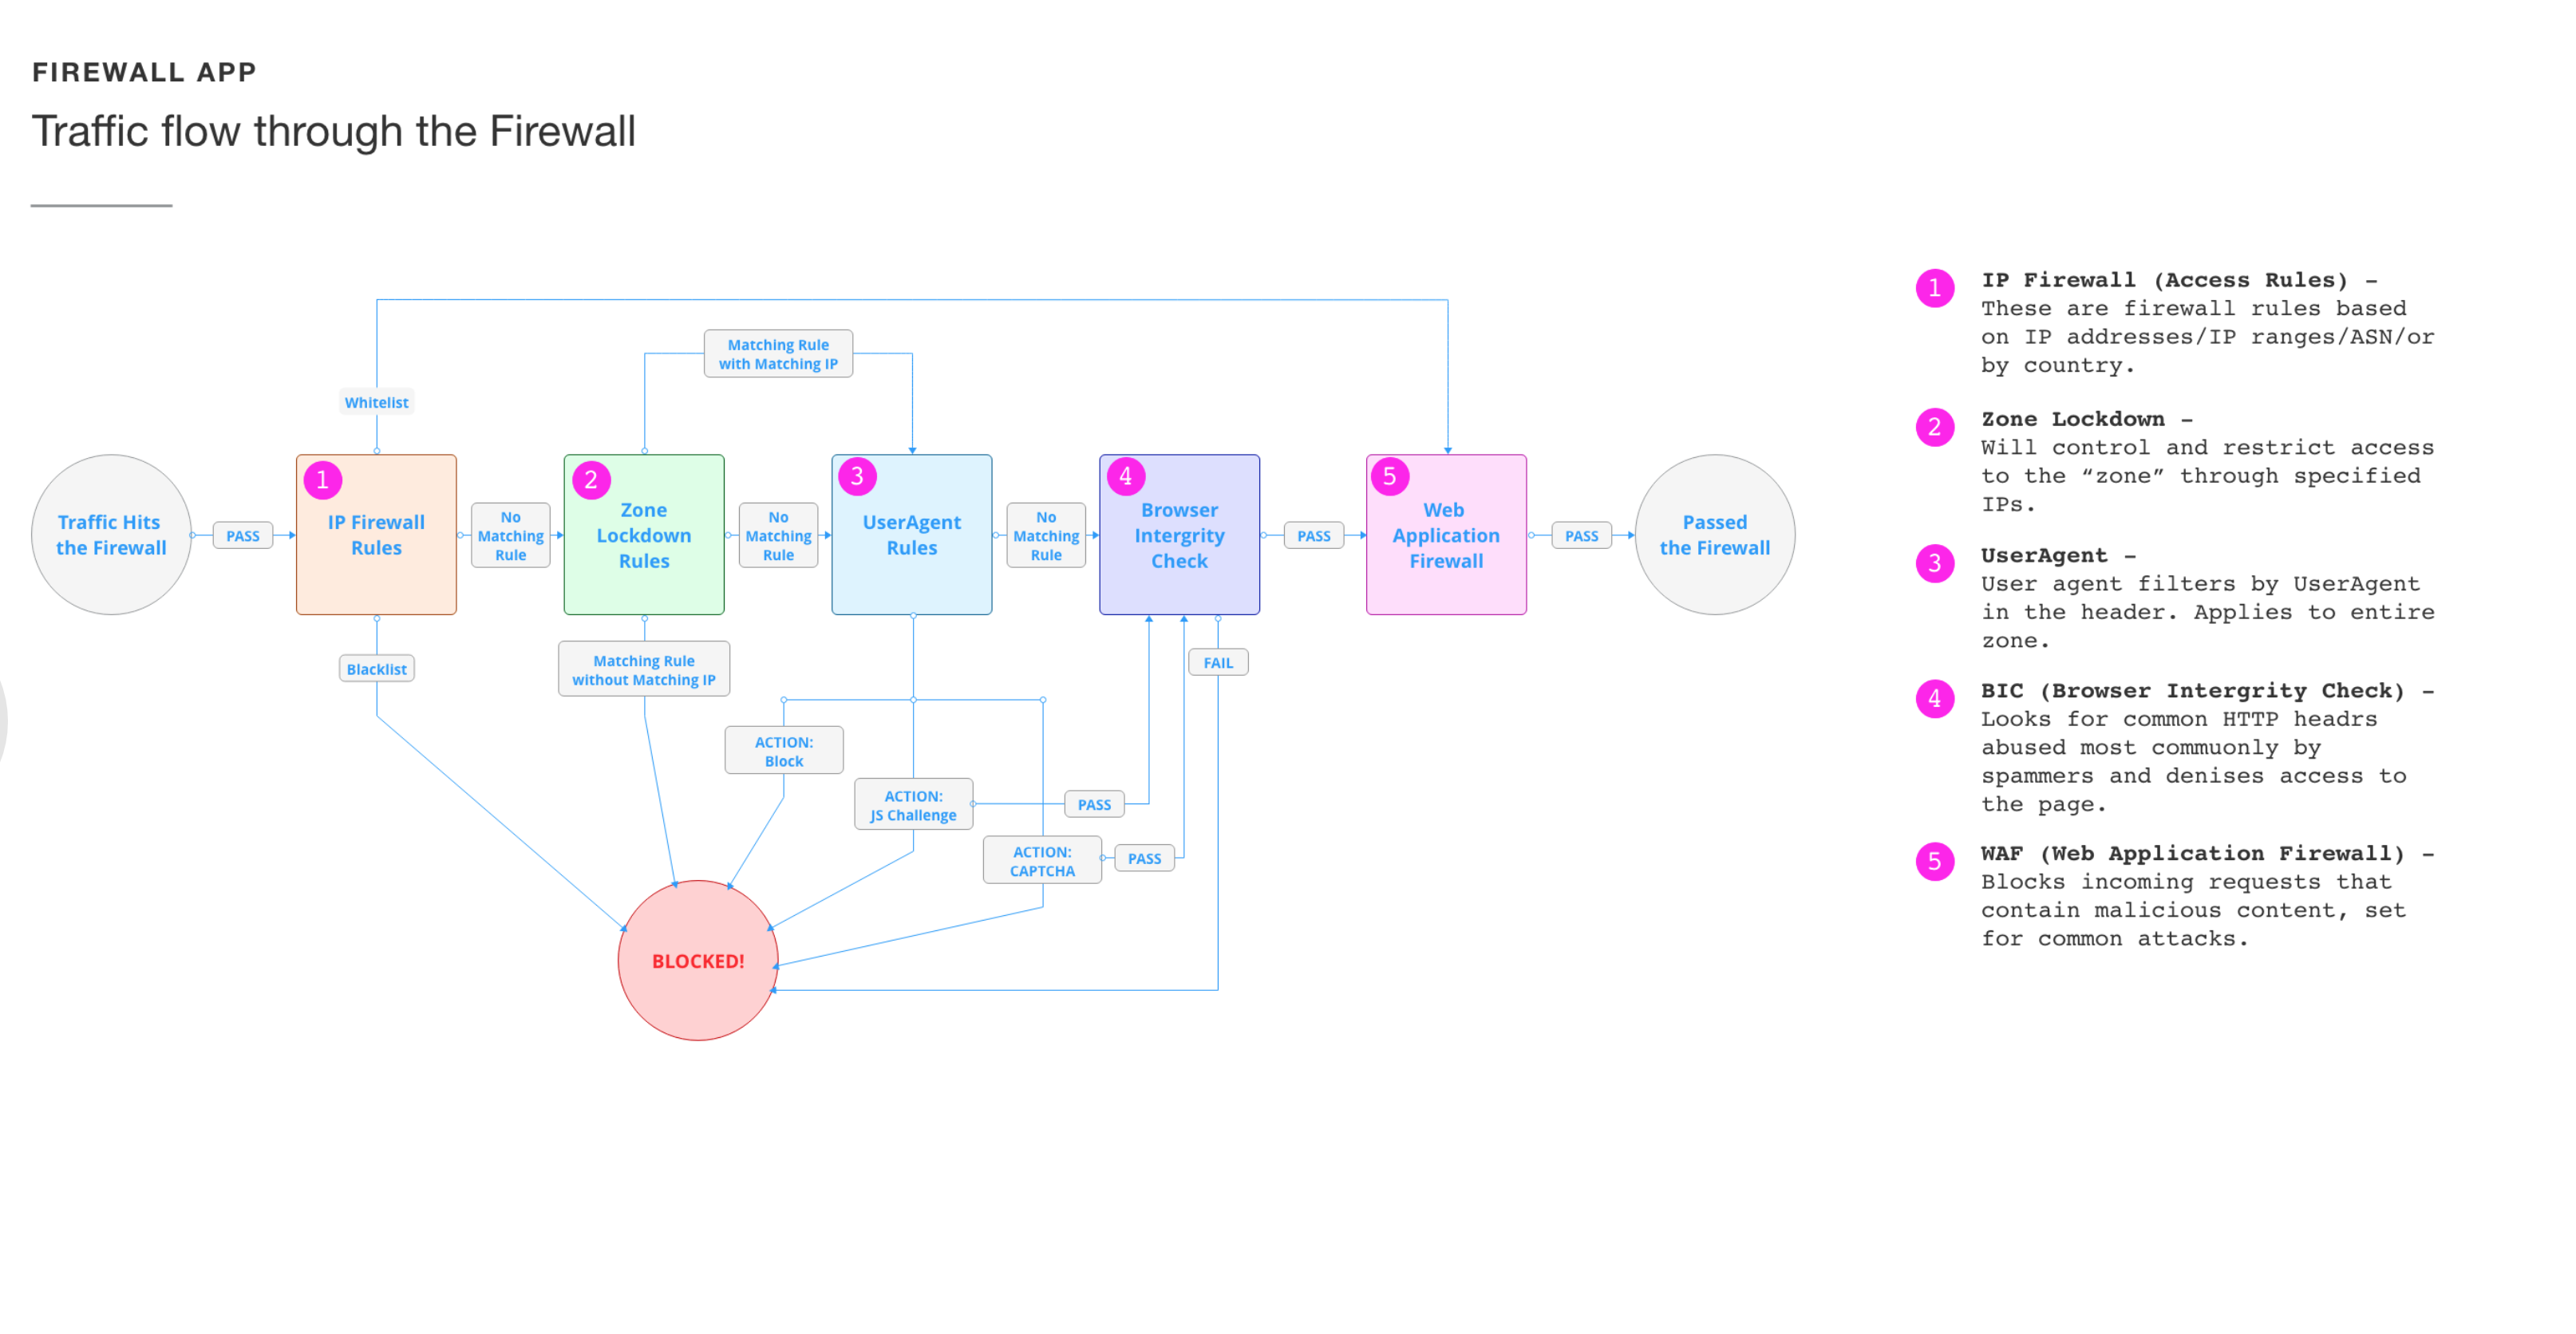 FIREWALL APP
Traffic flow through the Firewall
Matching Rule
with Matching IP
Whitelist
Traffic Hits
the Firewall
PASS
1
IP Firewall
Rules
No
Matching
Rule
2
Zone
Lockdown
Rules
No
Matching
Rule
3
UserAgent
Rules
No
Matching
Rule
4
Browser
Intergrity
Check
PASS
5
Web
Application
Firewall
PASS
Passed
the Firewall
Blacklist
Matching Rule
without Matching IP
FAIL
ACTION:
Block
ACTION:
JS Challenge
PASS
ACTION:
CAPTCHA
PASS
BLOCKED!
1
IP Firewall (Access Rules) –
These are firewall rules based
on IP addresses/IP ranges/ASN/or
by country.
2
Zone Lockdown –
Will control and restrict access
to the “zone” through specified
IPs.
3
UserAgent –
User agent filters by UserAgent
in the header. Applies to entire
zone.
4
BIC (Browser Intergrity Check) –
Looks for common HTTP headrs
abused most commuonly by
spammers and denises access to
the page.
5
WAF (Web Application Firewall) –
Blocks incoming requests that
contain malicious content, set
for common attacks.